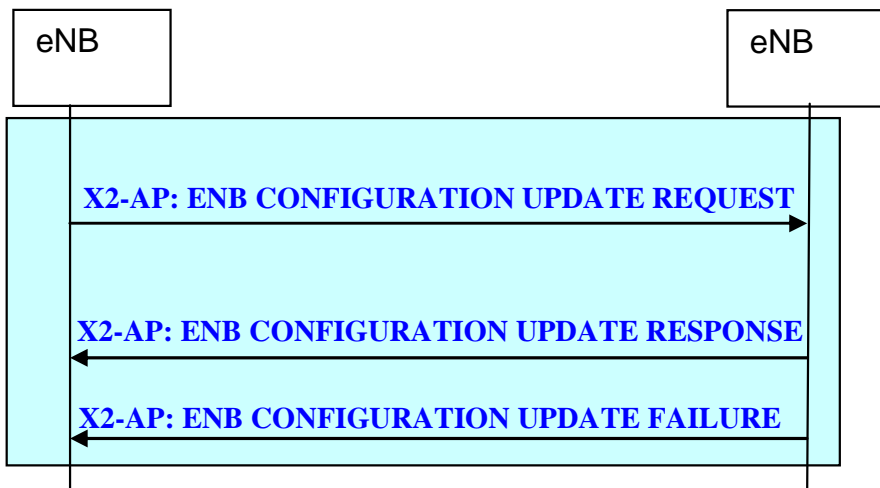 eNB
eNB
X2-AP: ENB CONFIGURATION UPDATE REQUEST
X2-AP: ENB CONFIGURATION UPDATE RESPONSE
X2-AP: ENB CONFIGURATION UPDATE FAILURE